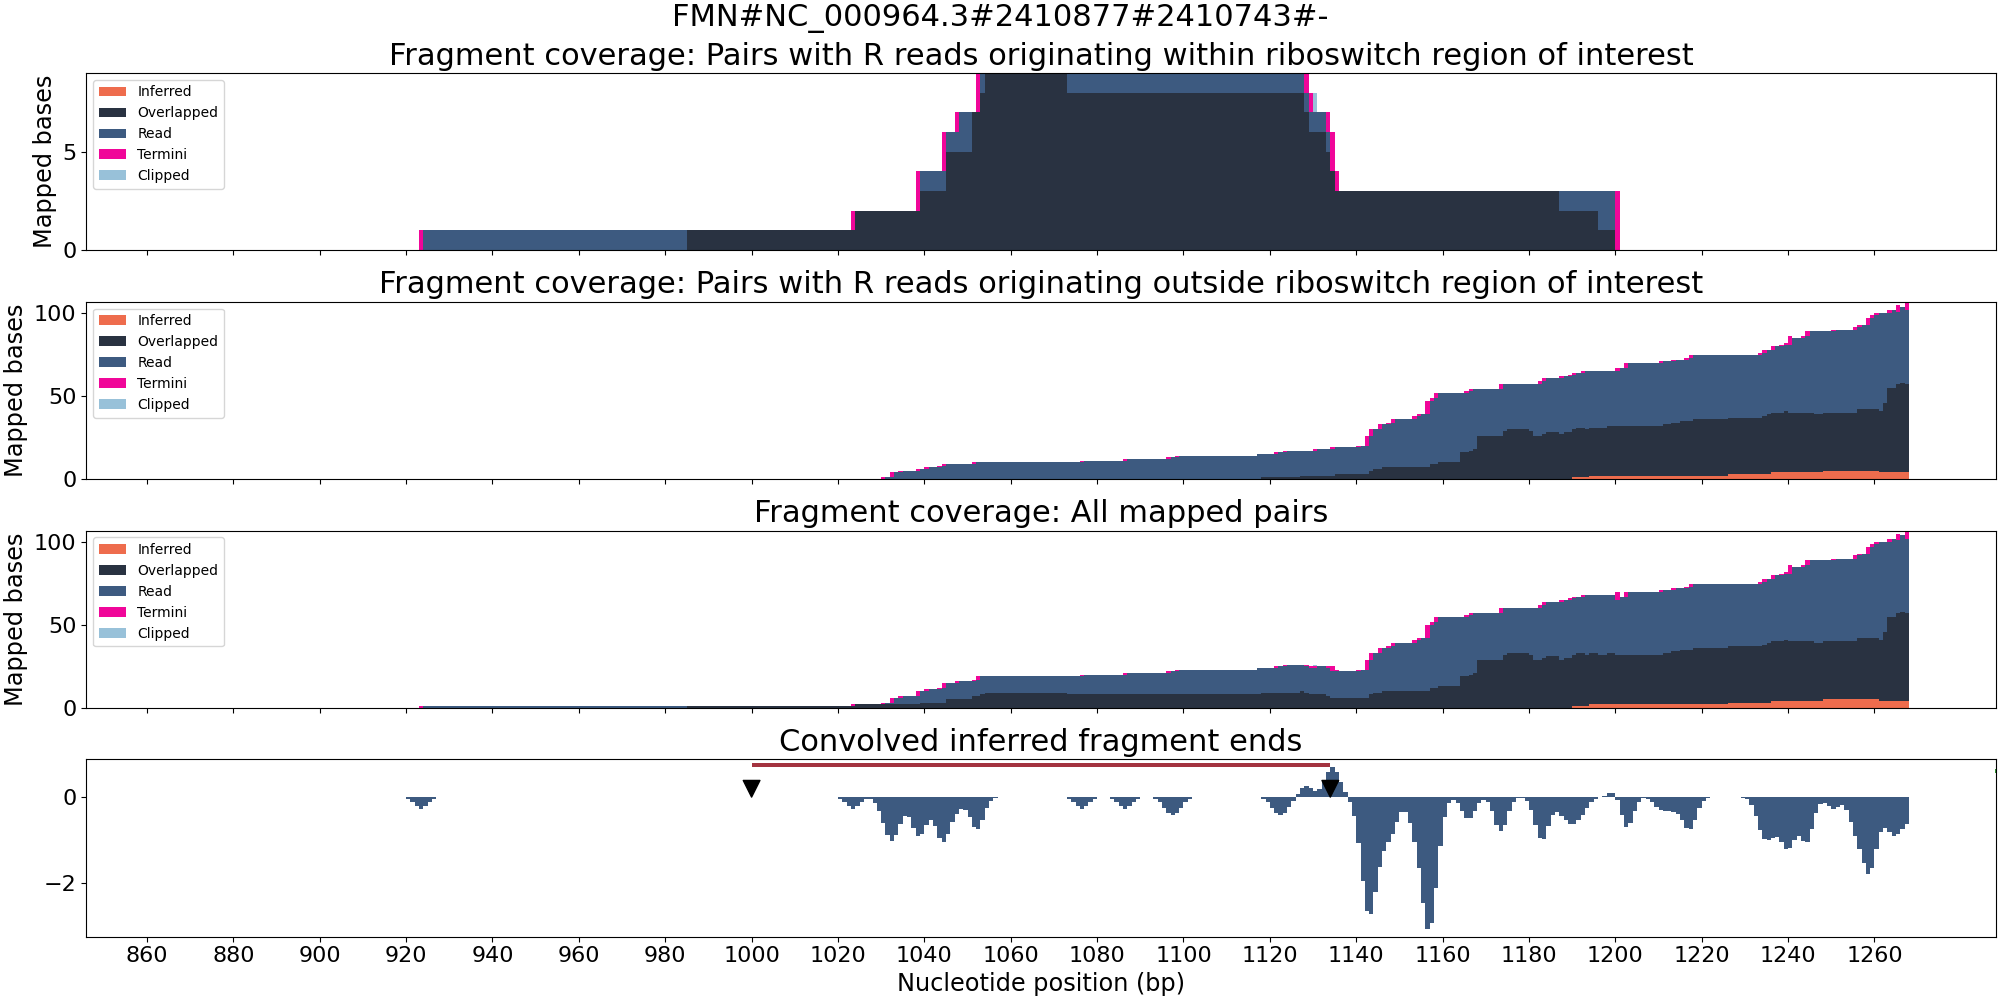 FMN#NC_000964.3#2410877#2410743#-
Fragment coverage: Pairs with R reads originating within riboswitch region of interest
Mapped bases
5
0
Inferred
Overlapped
Read
Termini
Clipped
Fragment coverage: Pairs with R reads originating outside riboswitch region of interest
Mapped bases
100
50
0
Inferred
Overlapped
Read
Termini
Clipped
Fragment coverage: All mapped pairs
Mapped bases
100
50
0
Inferred
Overlapped
Read
Termini
Clipped
Convolved inferred fragment ends
0
−2
860 880 900 920 940 960 980 1000 1020 1040 1060 1080 1100 1120 1140 1160 1180 1200 1220 1240 1260
Nucleotide position (bp)